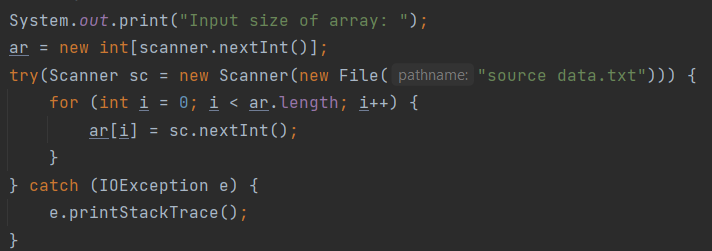 System.out.print("Input size of array: ");
ar = new int[scanner.nextInt()];
try(Scanner sc = new Scanner(new File( pathname: "source data.txt"))) {
    for (int i = 0; i < ar.length; i++) {
        ar[i] = sc.nextInt();
    }
} catch (IOException e) {
    e.printStackTrace();
}